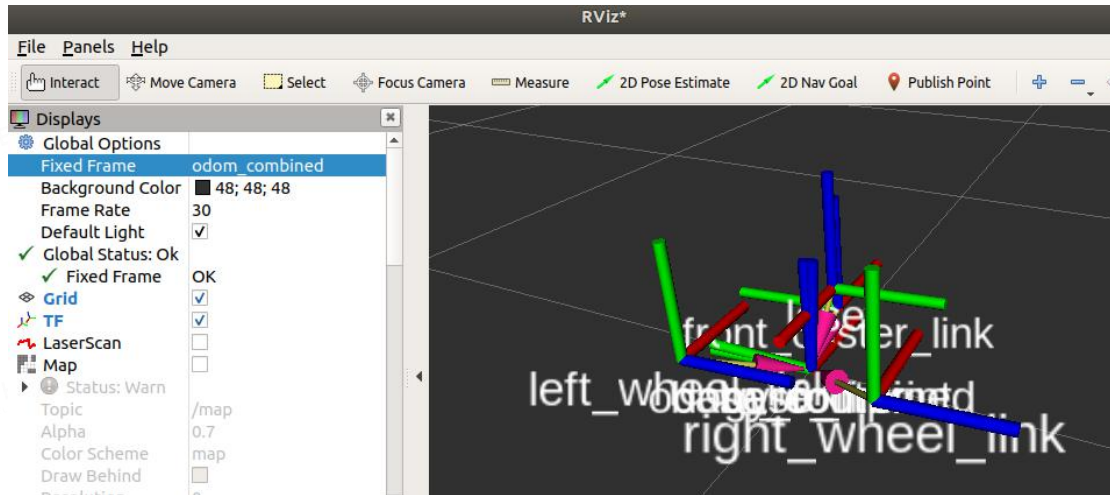 RViz*
File Panels Help
Interact Move Camera Select Focus Camera Measure 2D Pose Estimate 2D Nav Goal Publish Point
Displays
Global Options
Fixed Frame odom_combined
Background Color 48; 48; 48
Frame Rate 30
Default Light
Global Status: Ok
Fixed Frame OK
Grid
TF
LaserScan
Map
Status: Warn
Topic /map
Alpha 0.7
Color Scheme map
Draw Behind
front_caster_link
right_wheel_link